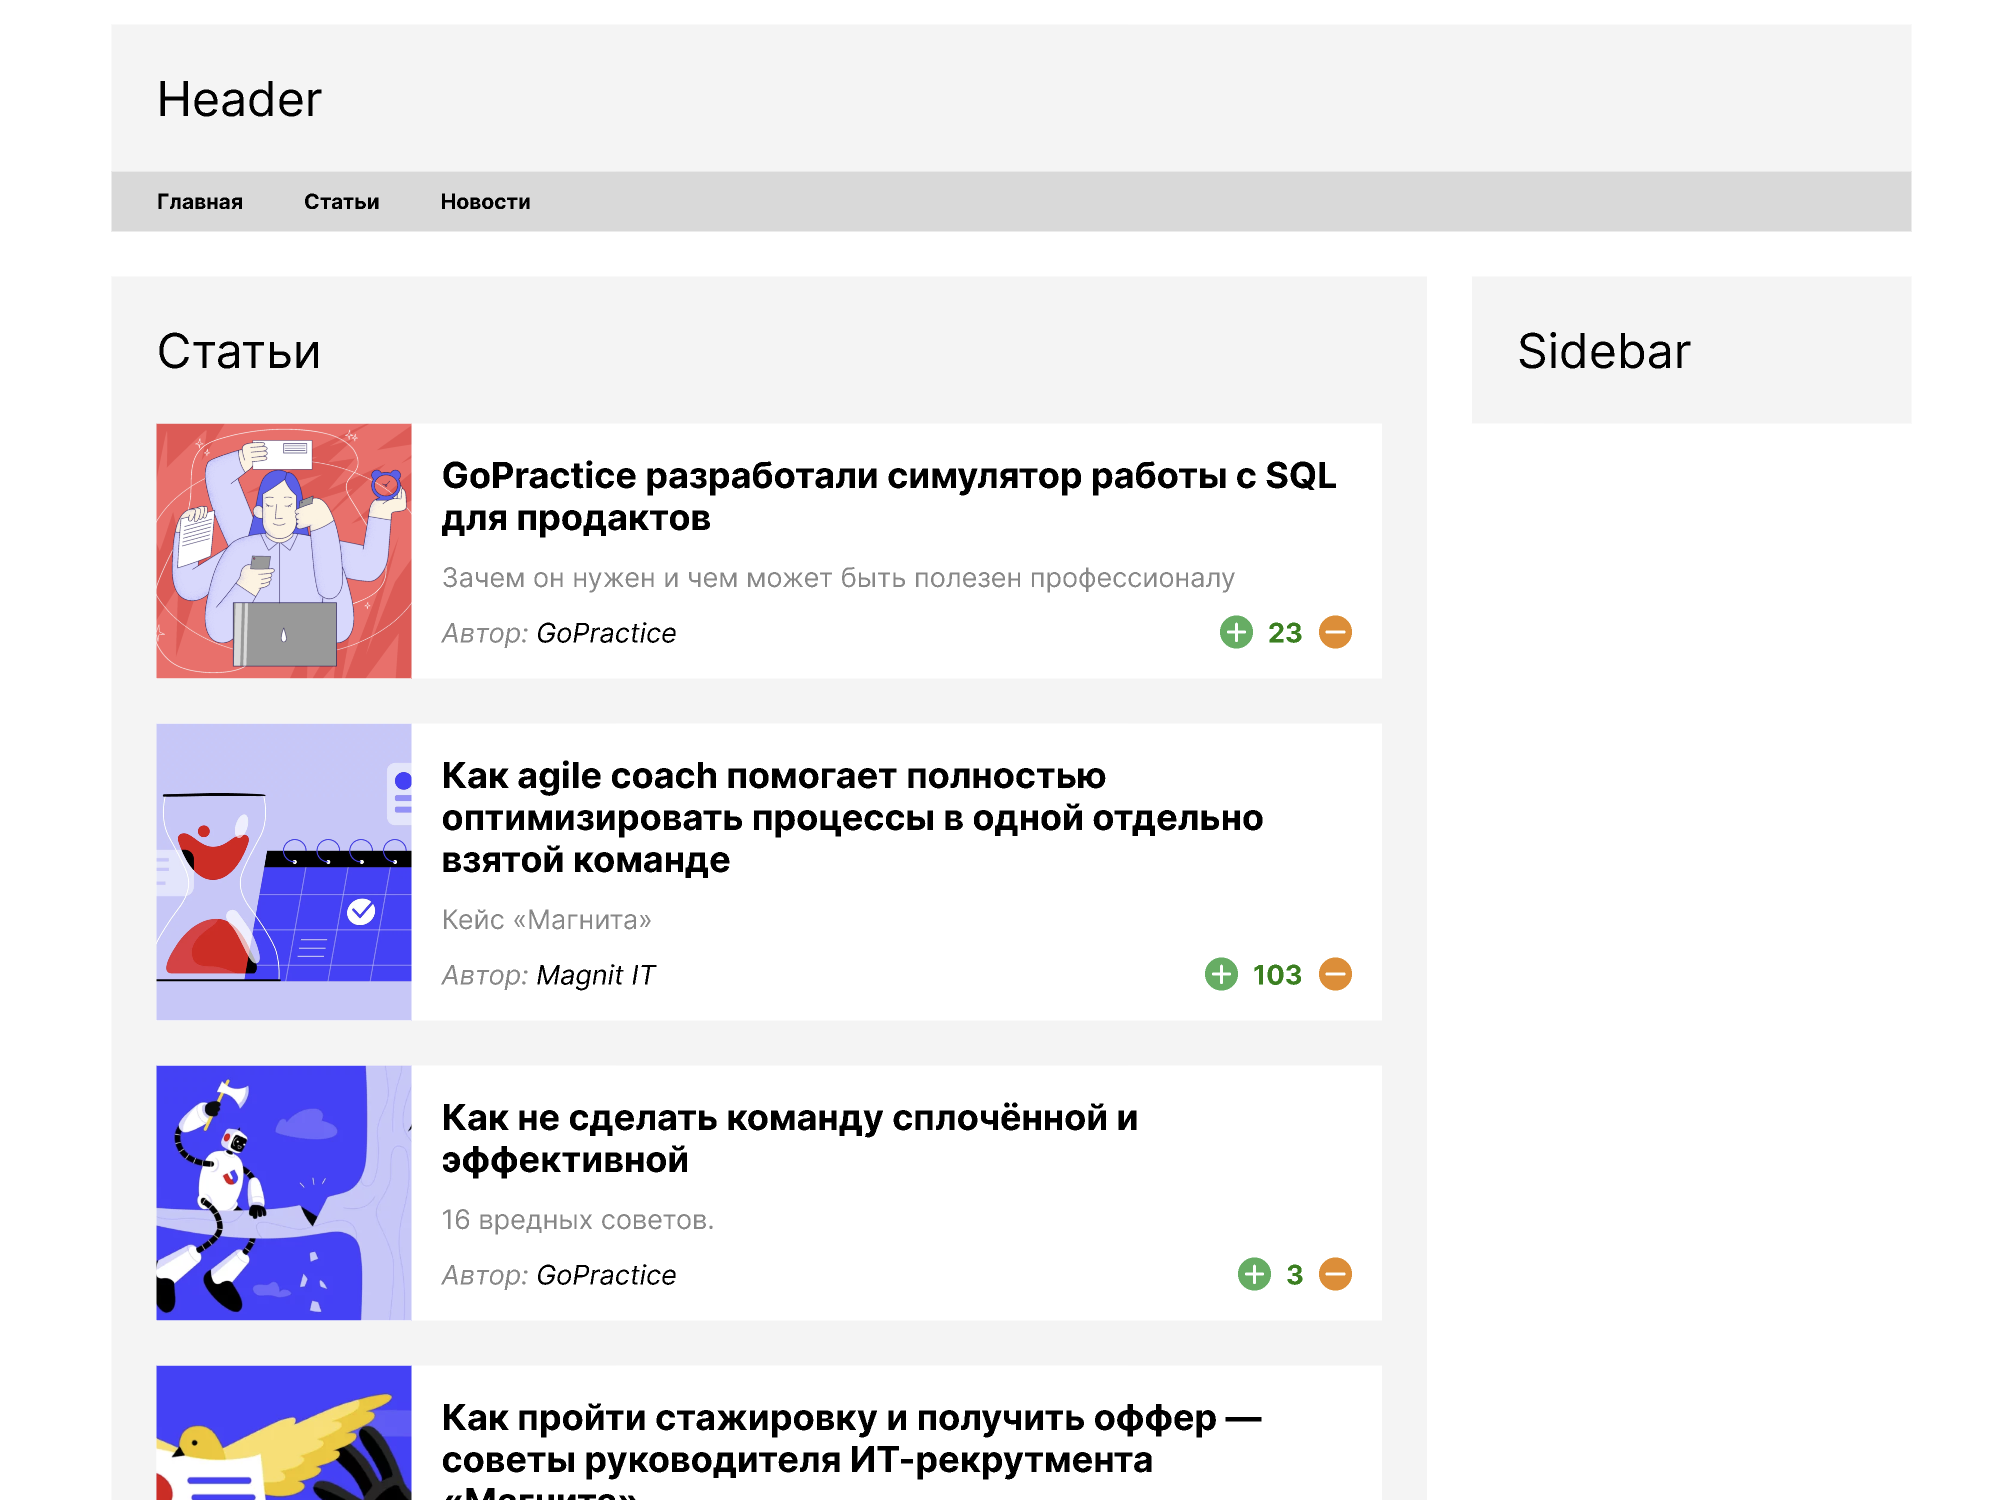 Header
Главная Статьи Новости
Статьи
Sidebar
GoPractice разработали симулятор работы с SQL
для продактов
Зачем он нужен и чем может быть полезен профессионалу
Автор: GoPractice 23
Как agile coach помогает полностью
оптимизировать процессы в одной отдельно
взятой команде
Кейс «Магнита»
Автор: Magnit IT 103
Как не сделать команду сплочённой и
эффективной
16 вредных советов.
Автор: GoPractice 3
Как пройти стажировку и получить оффер —
советы руководителя ИТ-рекрутмента
«Магнита»